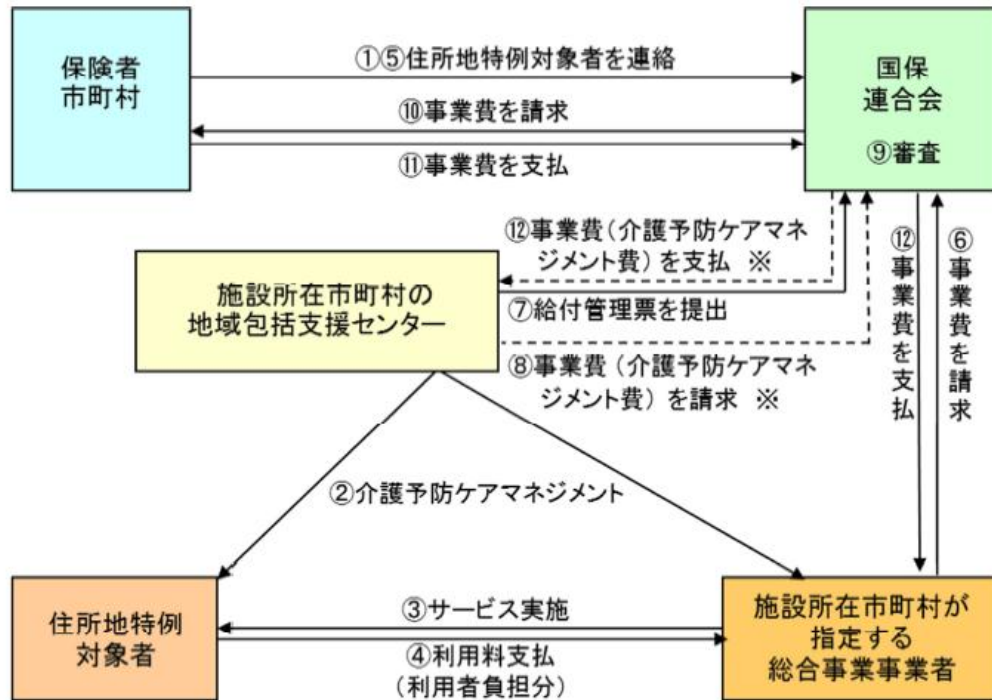 保険者
市町村
①⑤住所地特例対象者を連絡
⑩事業費を請求
⑪事業費を支払
国保
連合会
⑨審査
⑫事業費(介護予防ケアマネ
ジメント費)を支払 ※
⑦給付管理票を提出
⑧事業費(介護予防ケアマネ
ジメント費)を請求 ※
施設所在市町村の
地域包括支援センター
⑫事業費を支払
⑥事業費を請求
②介護予防ケアマネジメント
住所地特例
対象者
③サービス実施
④利用料支払
(利用者負担分)
施設所在市町村が
指定する
総合事業事業者